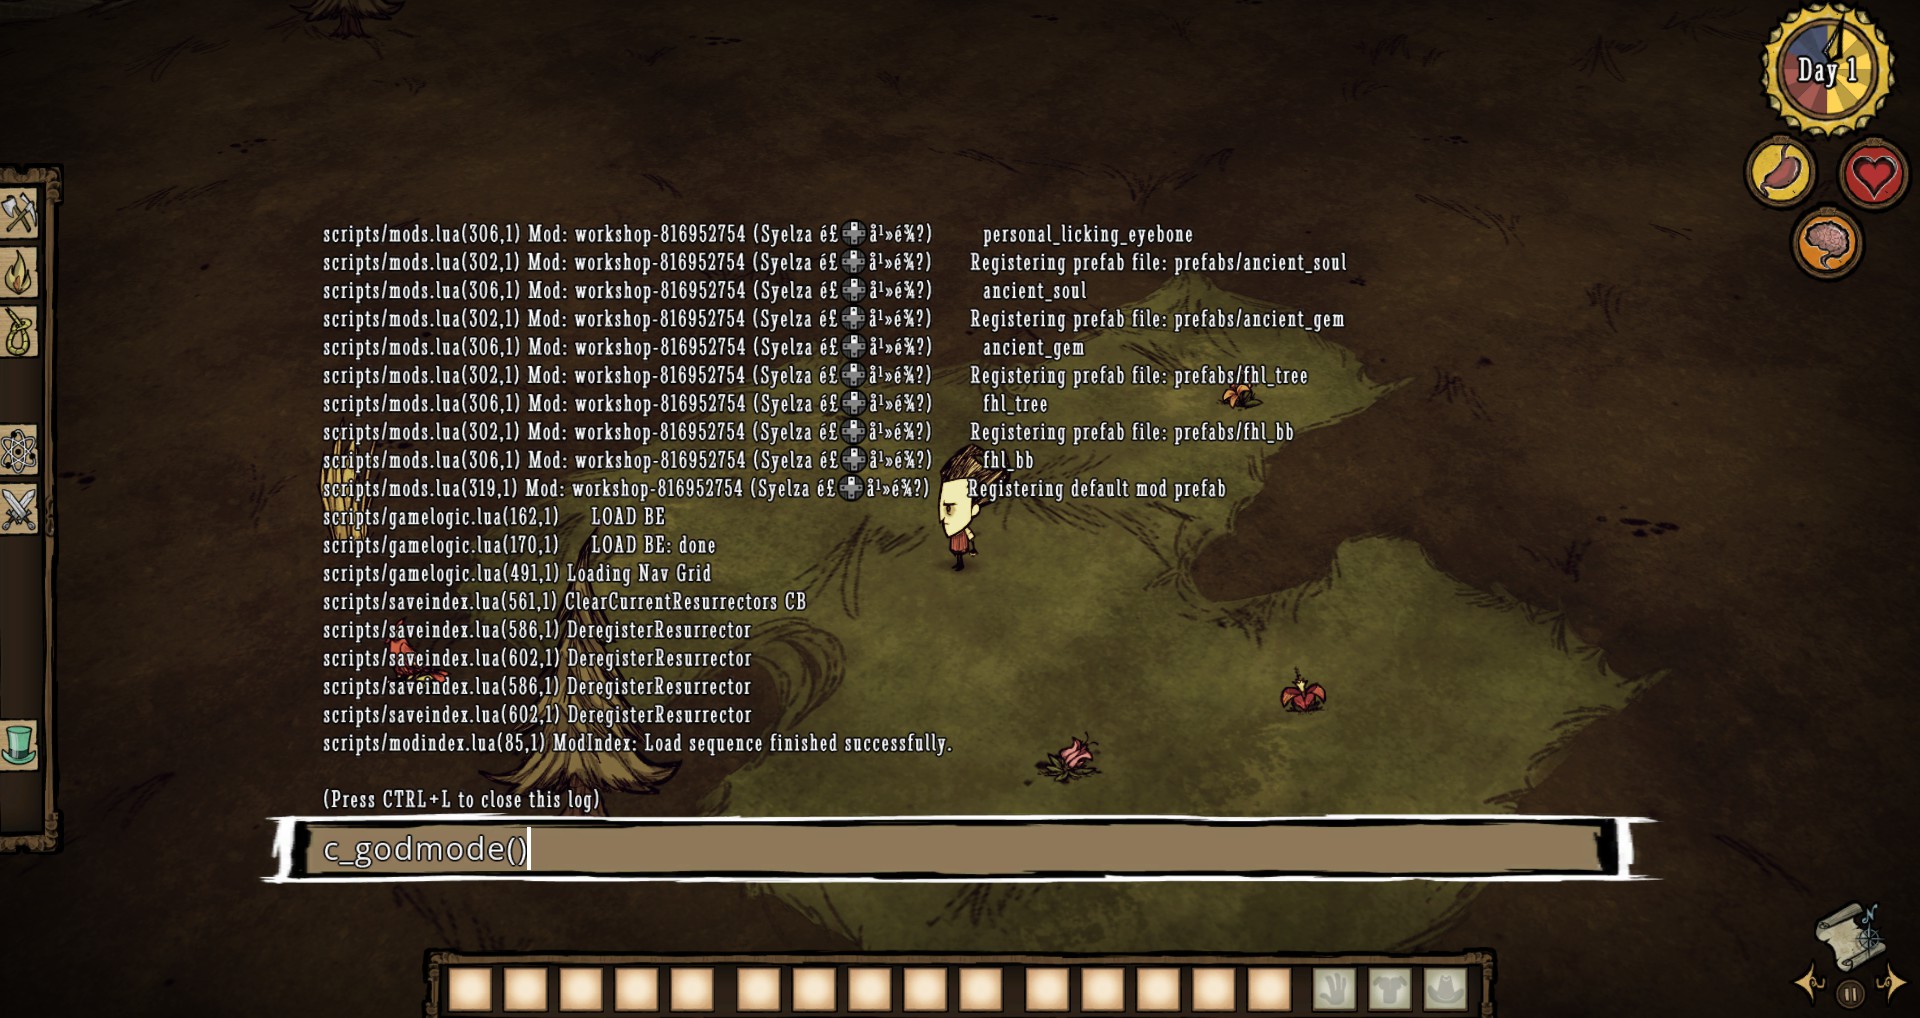 Day 1
scripts/mods.lua(306,1) Mod: workshop-816952754 (Syelza é£å¹»é¾?) personal_licking_eyebone
scripts/mods.lua(302,1) Mod: workshop-816952754 (Syelza é£å¹»é¾?) Registering prefab file: prefabs/ancient_soul
scripts/mods.lua(306,1) Mod: workshop-816952754 (Syelza é£å¹»é¾?) ancient_soul
scripts/mods.lua(302,1) Mod: workshop-816952754 (Syelza é£å¹»é¾?) Registering prefab file: prefabs/ancient_gem
scripts/mods.lua(306,1) Mod: workshop-816952754 (Syelza é£å¹»é¾?) ancient_gem
scripts/mods.lua(302,1) Mod: workshop-816952754 (Syelza é£å¹»é¾?) Registering prefab file: prefabs/fhl_tree
scripts/mods.lua(306,1) Mod: workshop-816952754 (Syelza é£å¹»é¾?) fhl_tree
scripts/mods.lua(302,1) Mod: workshop-816952754 (Syelza é£å¹»é¾?) Registering prefab file: prefabs/fhl_bb
scripts/mods.lua(306,1) Mod: workshop-816952754 (Syelza é£å¹»é¾?) fhl_bb
scripts/mods.lua(319,1) Mod: workshop-816952754 (Syelza é£å¹»é¾?) Registering default mod prefab
scripts/gamelogic.lua(162,1) LOAD BE
scripts/gamelogic.lua(170,1) LOAD BE: done
scripts/gamelogic.lua(491,1) Loading Nav Grid
scripts/saveindex.lua(561,1) ClearCurrentResurrectors CB
scripts/saveindex.lua(586,1) DeregisterResurrector
scripts/saveindex.lua(602,1) DeregisterResurrector
scripts/saveindex.lua(586,1) DeregisterResurrector
scripts/saveindex.lua(602,1) DeregisterResurrector
scripts/modindex.lua(85,1) ModIndex: Load sequence finished successfully.
(Press CTRL+L to close this log)
c_godmode()
N